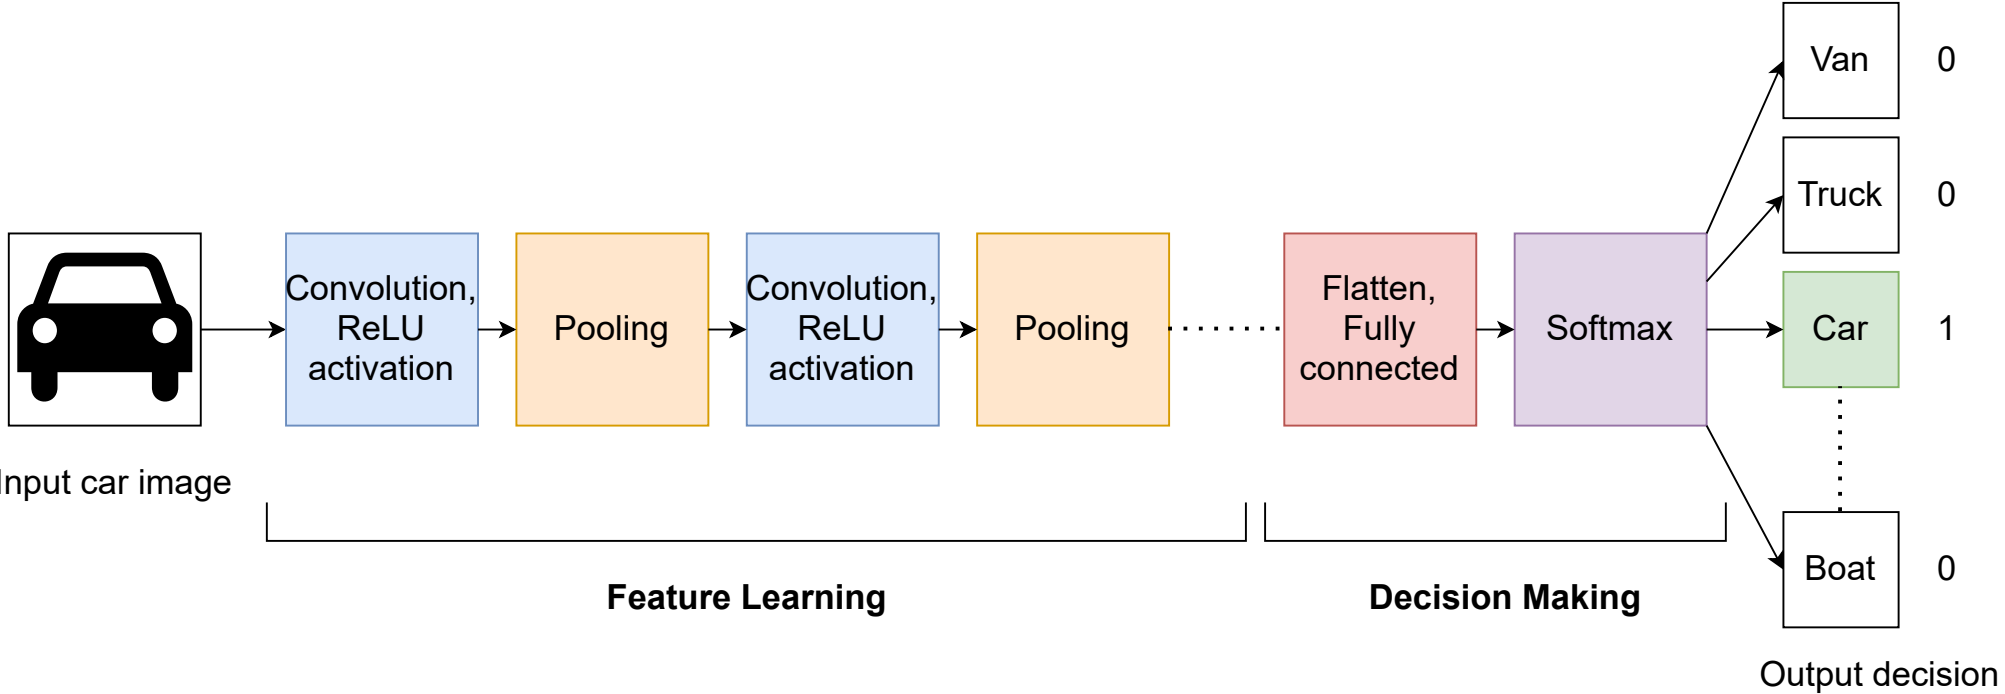 Van
0
Truck
0
Convolution,
ReLU
activation
Pooling
Convolution,
ReLU
activation
Pooling
Flatten,
Fully
connected
Softmax
Car
1
Input car image
Boat
0
Feature Learning
Decision Making
Output decision